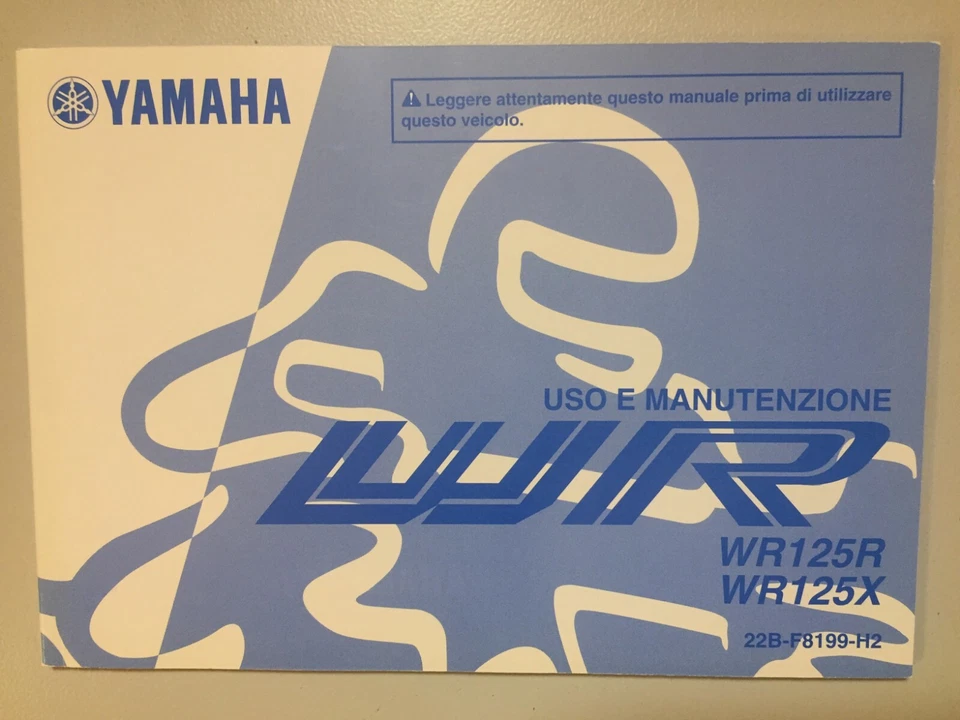 YAMAHA
⚠ Leggere attentamente questo manuale prima di utilizzare
questo veicolo.
USO E MANUTENZIONE
WR
WR125R
WR125X
22B-F8199-H2